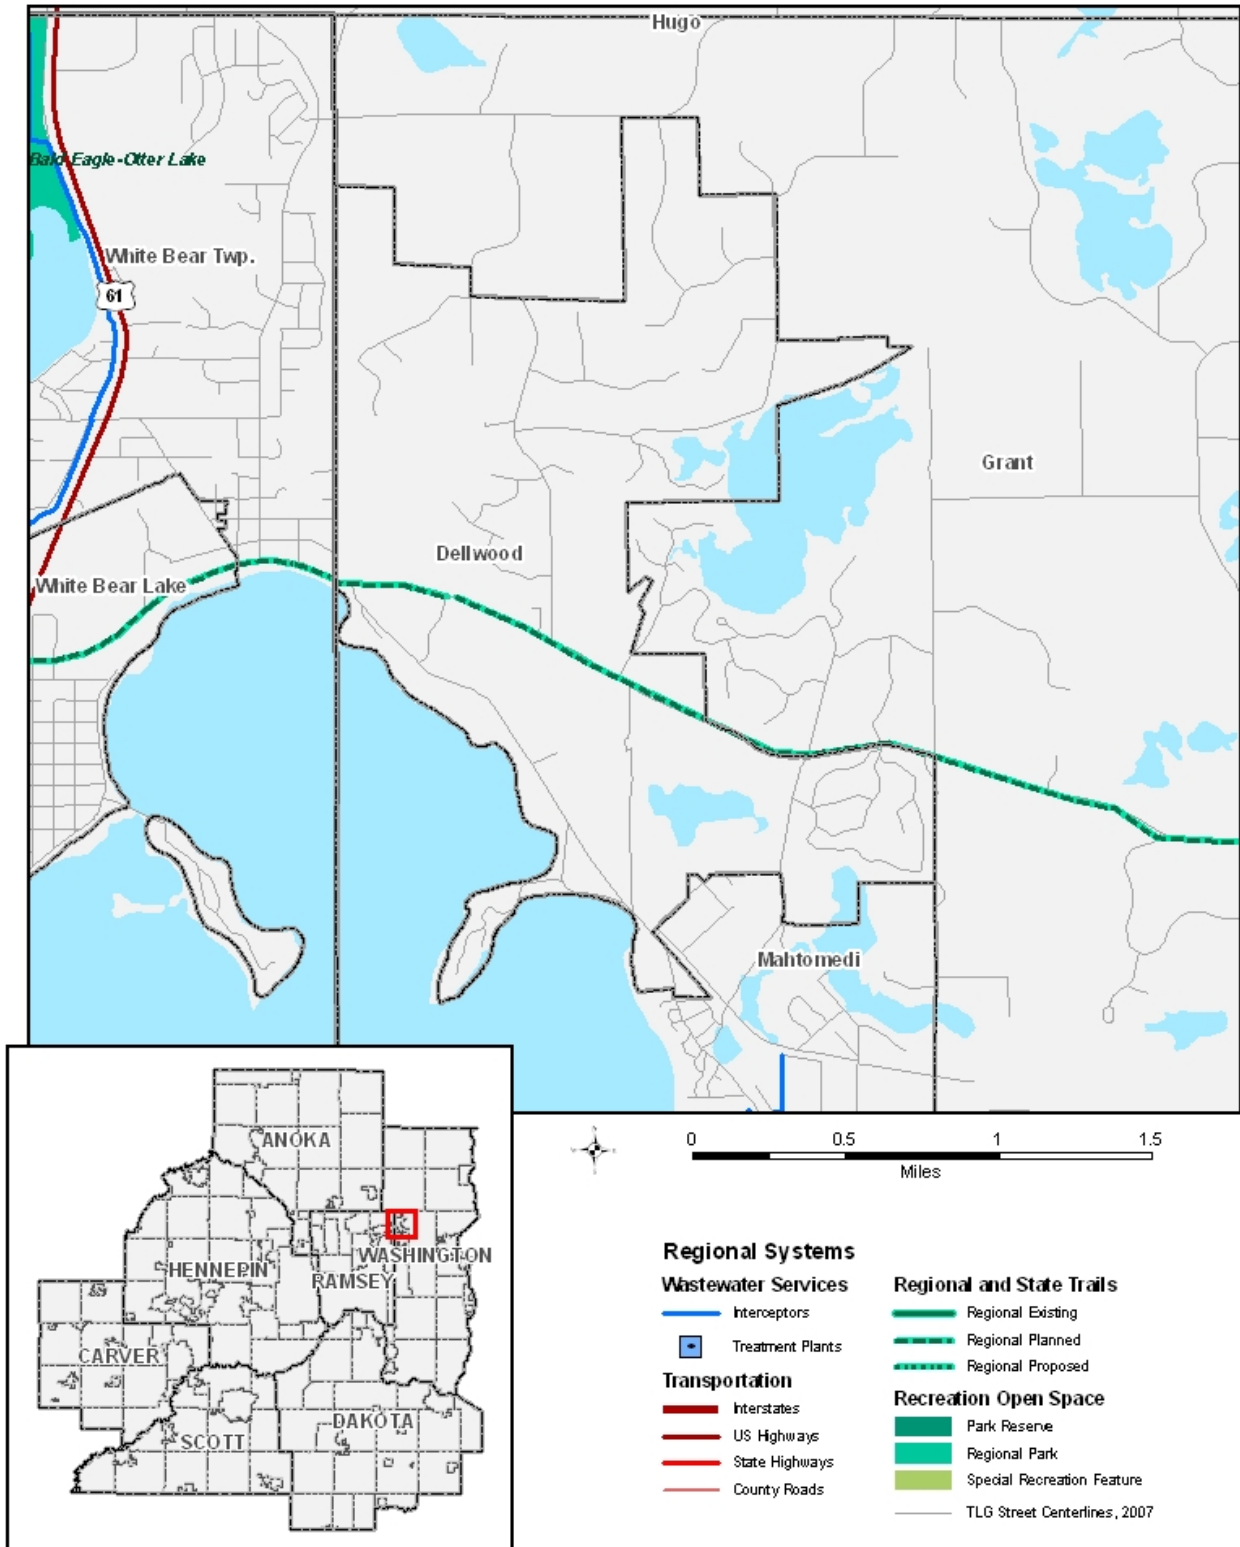 Hugo
Bald Eagle-Otter Lake
White Bear Twp.
61
Grant
Dellwood
White Bear Lake
Mahtomedi
ANOKA
WASHINGTON
HENNEPIN
RAMSEY
CARVER
DAKOTA
SCOTT
0 0.5 1 1.5
Miles
Regional Systems
Wastewater Services
Interceptors
Treatment Plants
Transportation
Interstates
US Highways
State Highways
County Roads
Regional and State Trails
Regional Existing
Regional Planned
Regional Proposed
Recreation Open Space
Park Reserve
Regional Park
Special Recreation Feature
TLG Street Centerlines, 2007